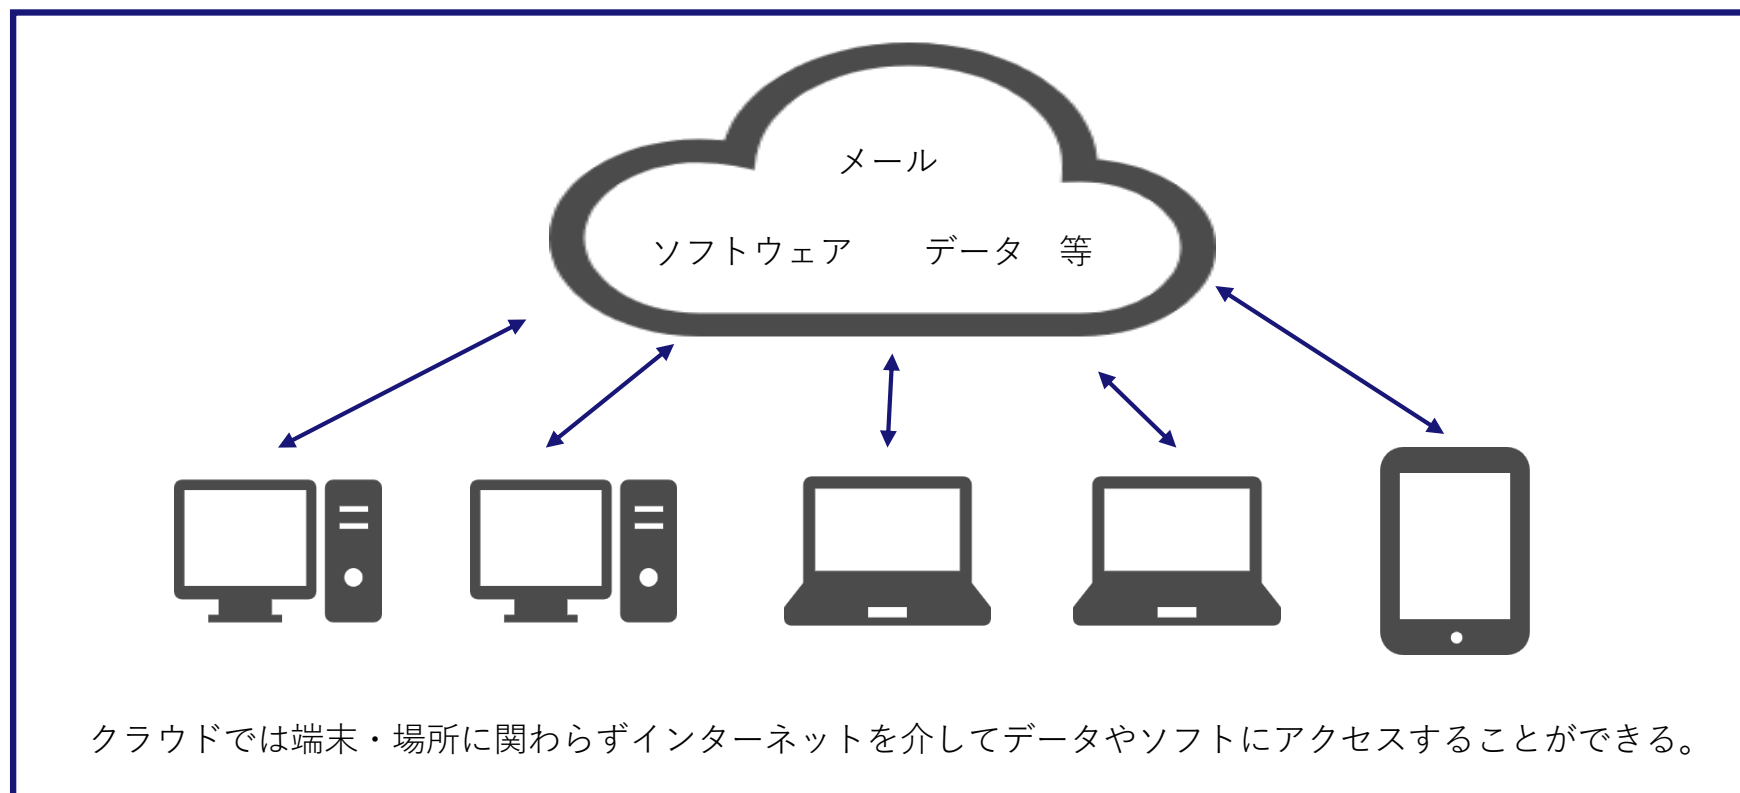 メール
ソフトウェア　　データ　等
クラウドでは端末・場所に関わらずインターネットを介してデータやソフトにアクセスすることができる。